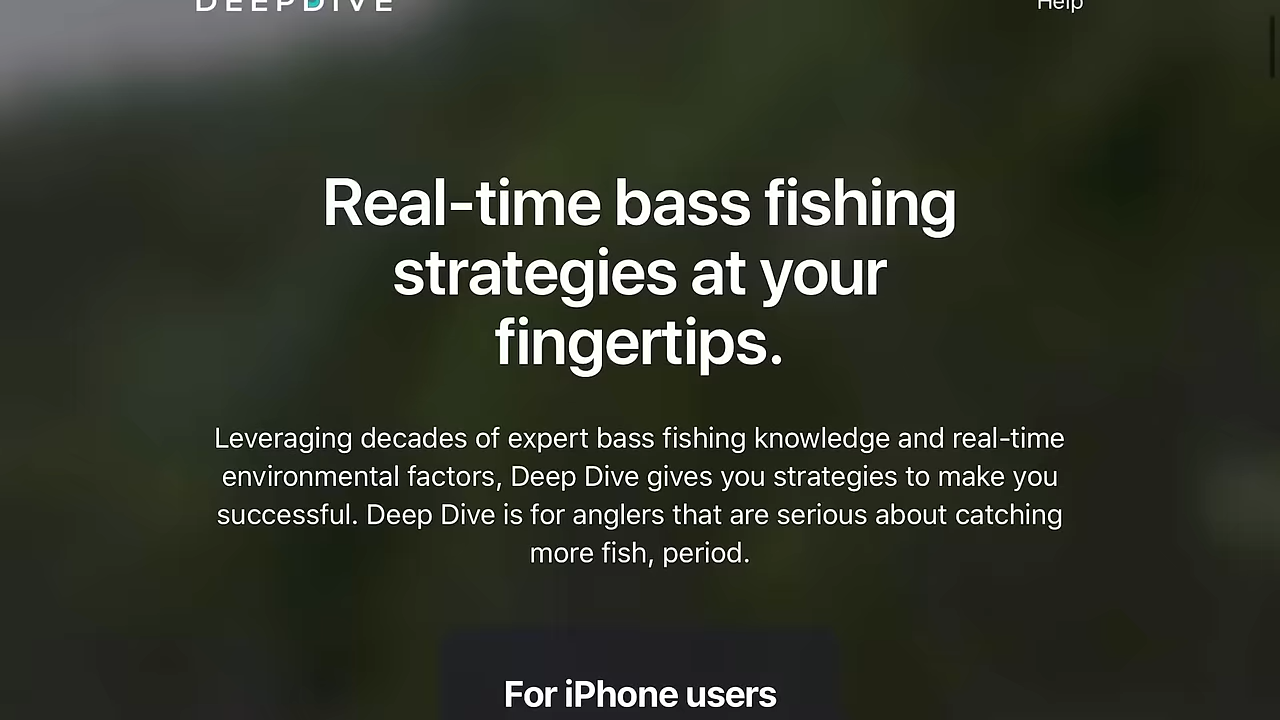 DEEPDIVE
Help
Real-time bass fishing
strategies at your
fingertips.
Leveraging decades of expert bass fishing knowledge and real-time
environmental factors, Deep Dive gives you strategies to make you
successful. Deep Dive is for anglers that are serious about catching
more fish, period.
For iPhone users